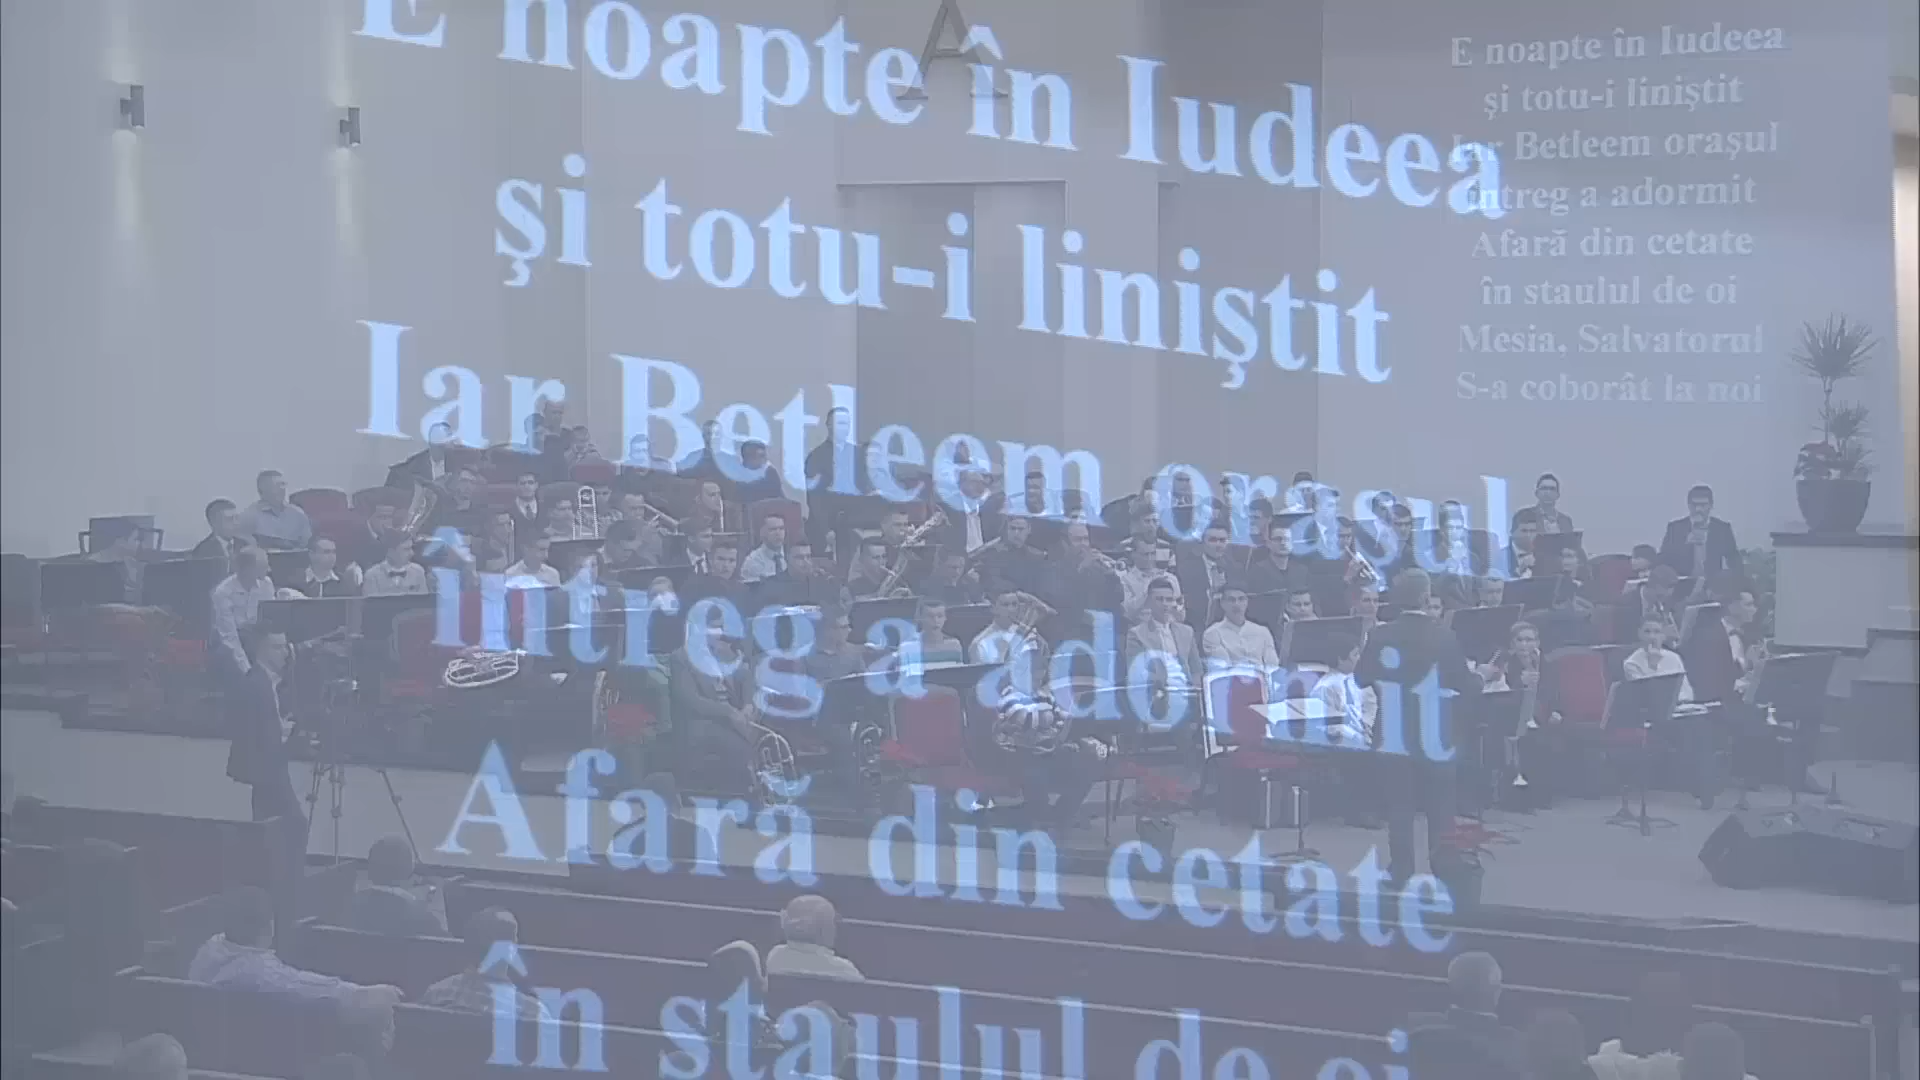 E noapte în Iudeea
şi totu-i liniştit
Iar Betleem oraşul
întreg a adormit
Afară din cetate
în staulul de oi
E noapte în Iudeea
şi totu-i liniştit
Iar Betleem oraşul
întreg a adormit
Afară din cetate
în staulul de oi
Mesia, Salvatorul
S-a coborât la noi